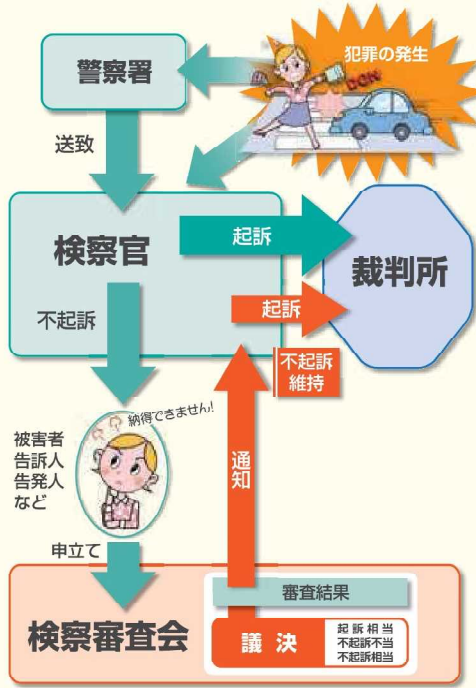 犯罪の発生
DON!
警察署
送致
検察官
起訴
裁判所
起訴
不起訴
不起訴
維持
納得できません!
被害者
告訴人
告発人
など
通知
申立て
検察審査会
審査結果
議決
起訴相当
不起訴不当
不起訴相当